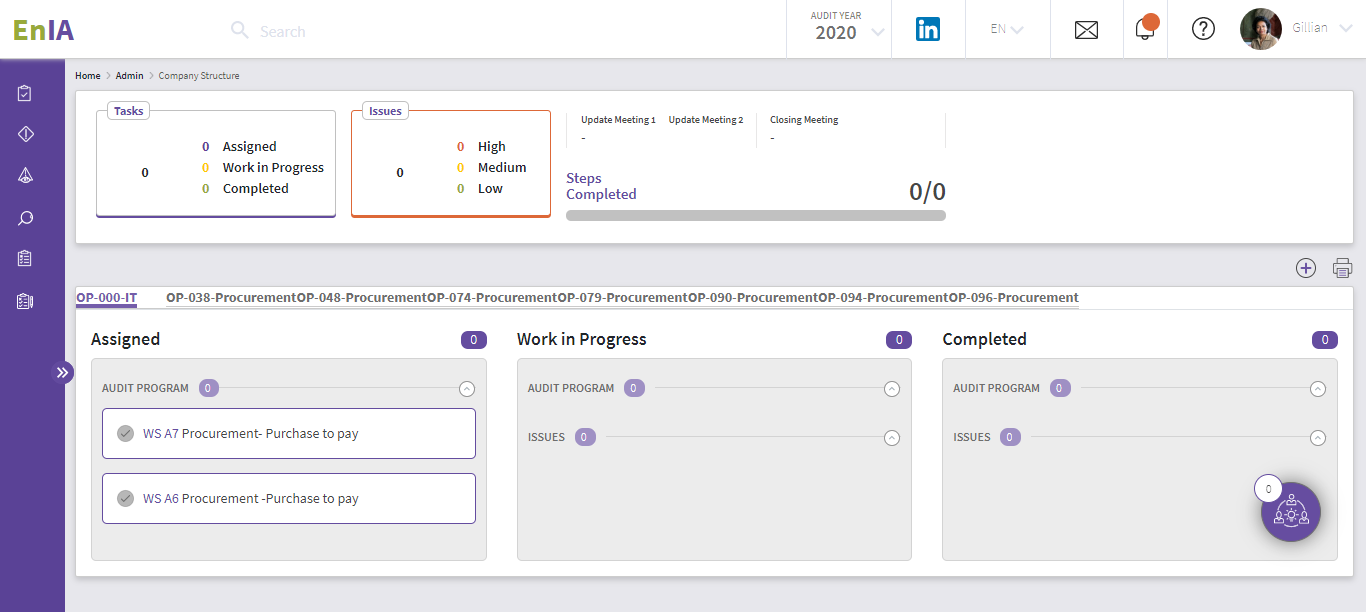 EnIA
Search
AUDIT YEAR
2020
EN
Gillian
Home > Admin > Company Structure
Tasks
0
0 Assigned
0 Work in Progress
0 Completed
Issues
0
0 High
0 Medium
0 Low
Update Meeting 1 Update Meeting 2 Closing Meeting
- -
Steps
Completed
0/0
OP-000-IT OP-038-ProcurementOP-048-ProcurementOP-074-ProcurementOP-079-ProcurementOP-090-ProcurementOP-094-ProcurementOP-096-Procurement
Assigned 0
AUDIT PROGRAM 0
WS A7 Procurement- Purchase to pay
WS A6 Procurement -Purchase to pay
Work in Progress 0
AUDIT PROGRAM 0
ISSUES 0
Completed 0
AUDIT PROGRAM 0
ISSUES 0
0